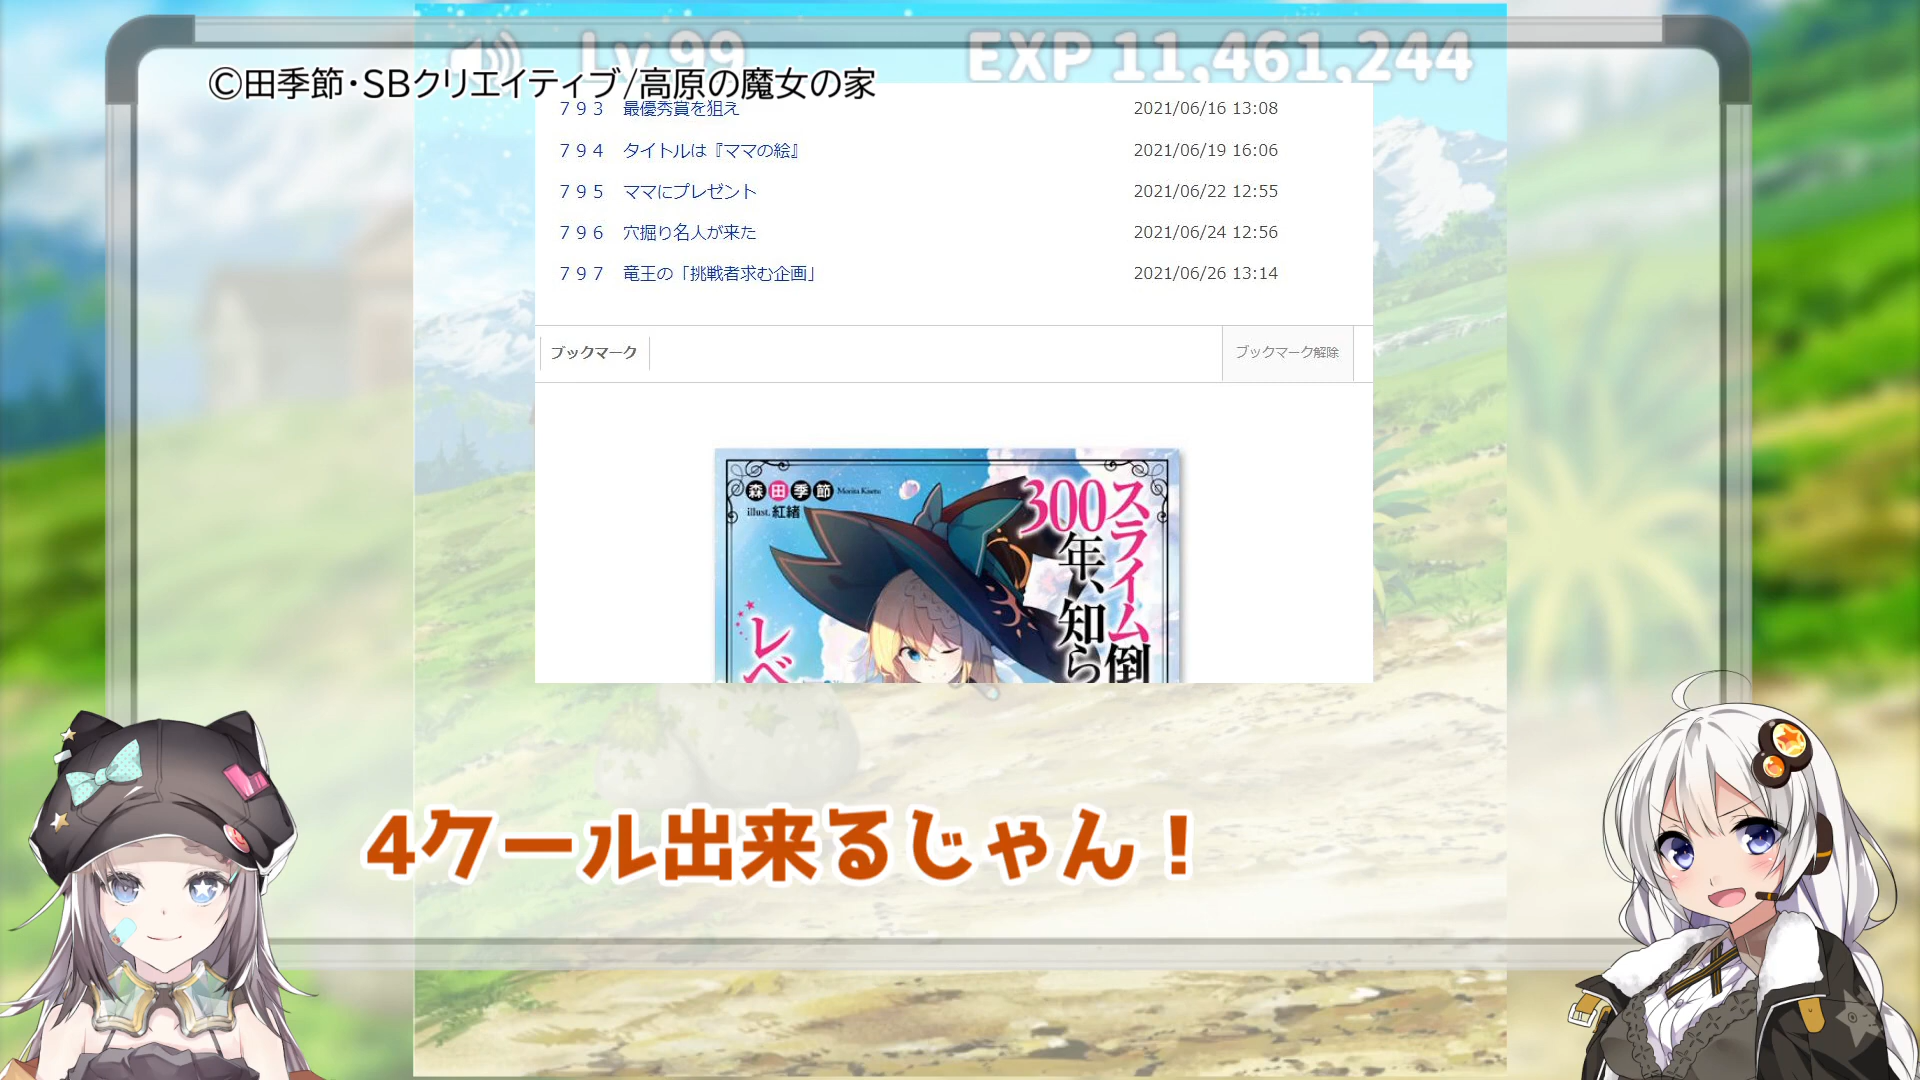 Lv 99
EXP 11,461,244
©田季節・SBクリエイティブ/高原の魔女の家
793 最優秀賞を狙え 2021/06/16 13:08
794 タイトルは『ママの絵』 2021/06/19 16:06
795 ママにプレゼント 2021/06/22 12:55
796 穴掘り名人が来た 2021/06/24 12:56
797 竜王の「挑戦者求む企画」 2021/06/26 13:14
ブックマーク
ブックマーク解除
森田季節 Morita Kisetsu
illust.紅緒
スライム倒
300年、知ら
レベ
4クール出来るじゃん!